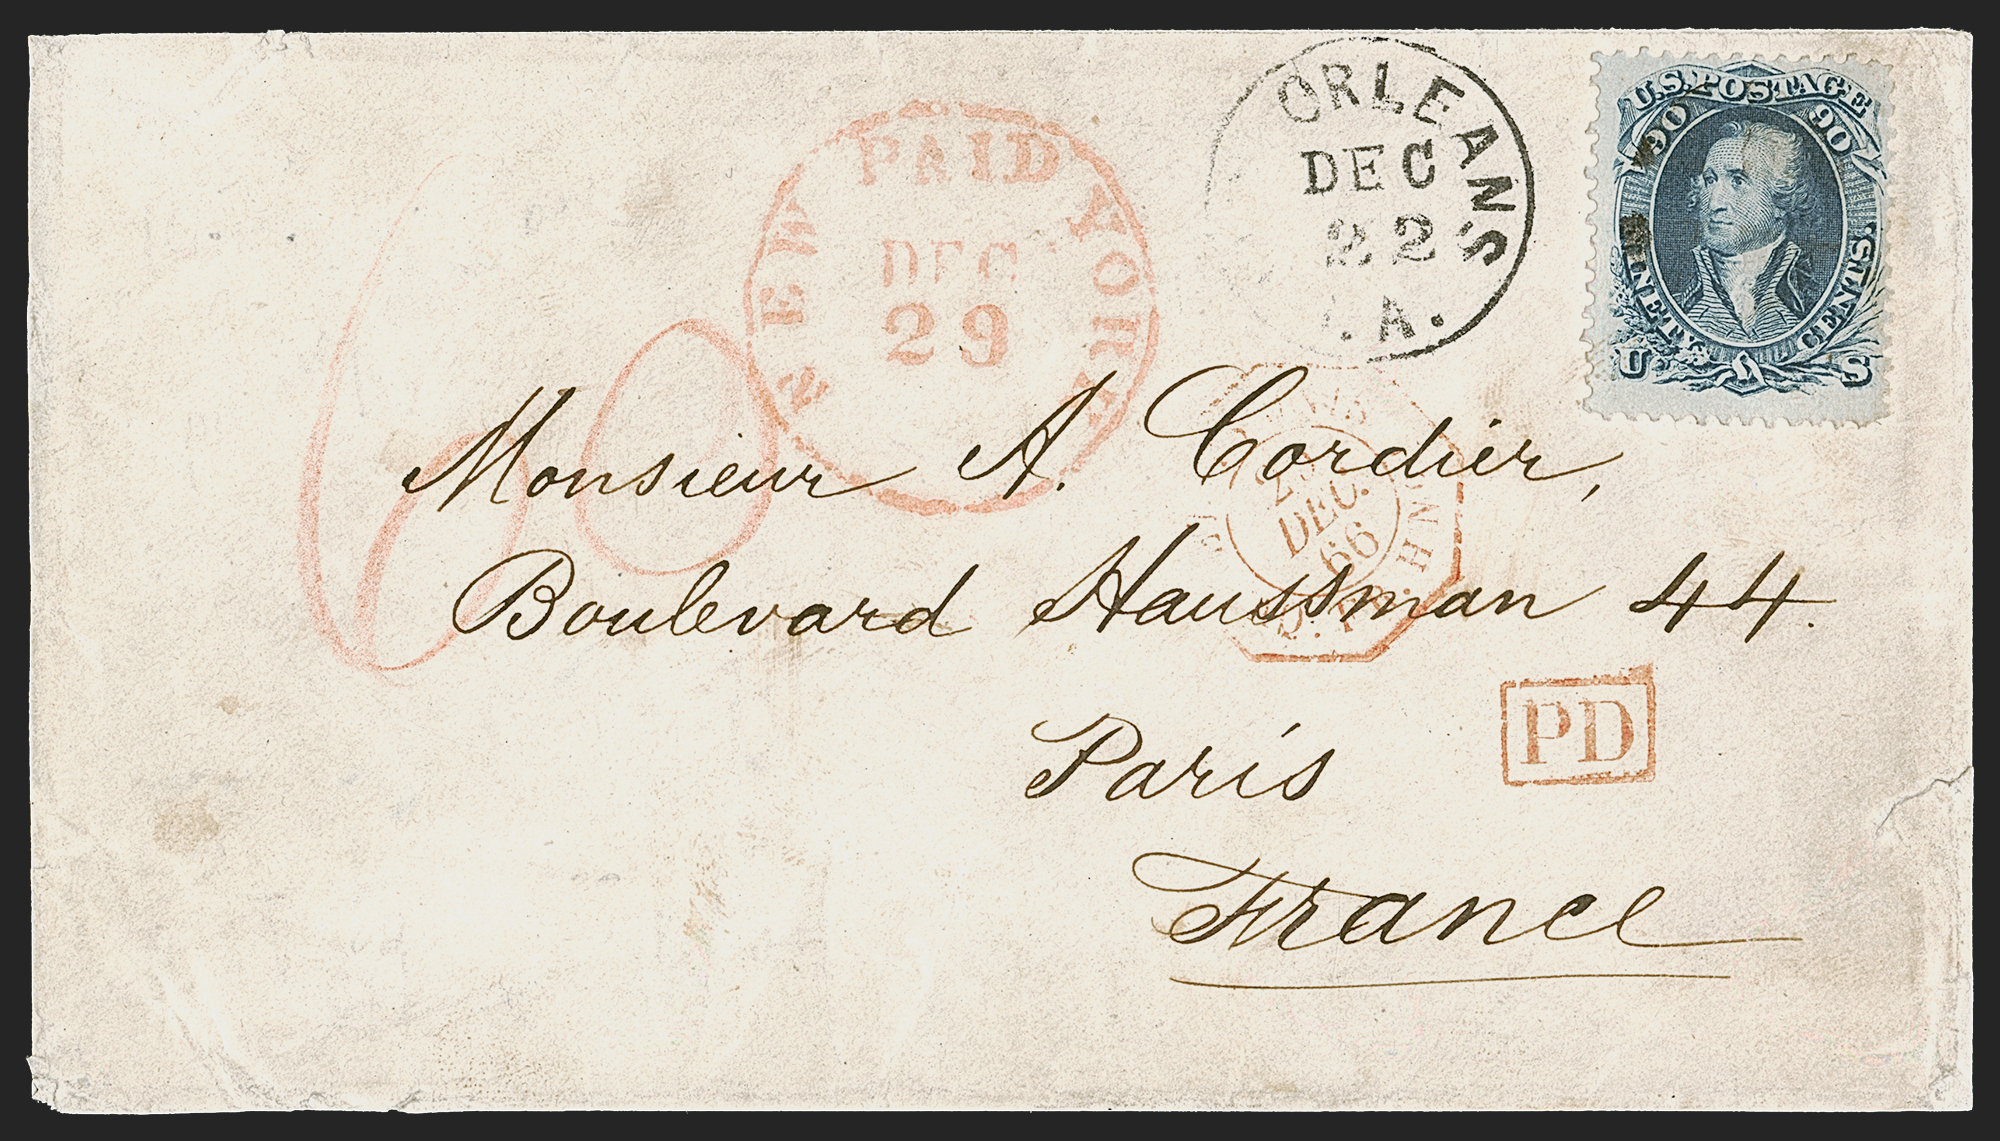 ORLEANS
DEC
22
.A.
U.S. POSTAGE
90 90
NINETY CENTS.
U S
PAID
NEW YORK
DEC
29
60
Monsieur A. Cordier,
Boulevard Haussman 44.
Paris
France
DEC.
66
PD